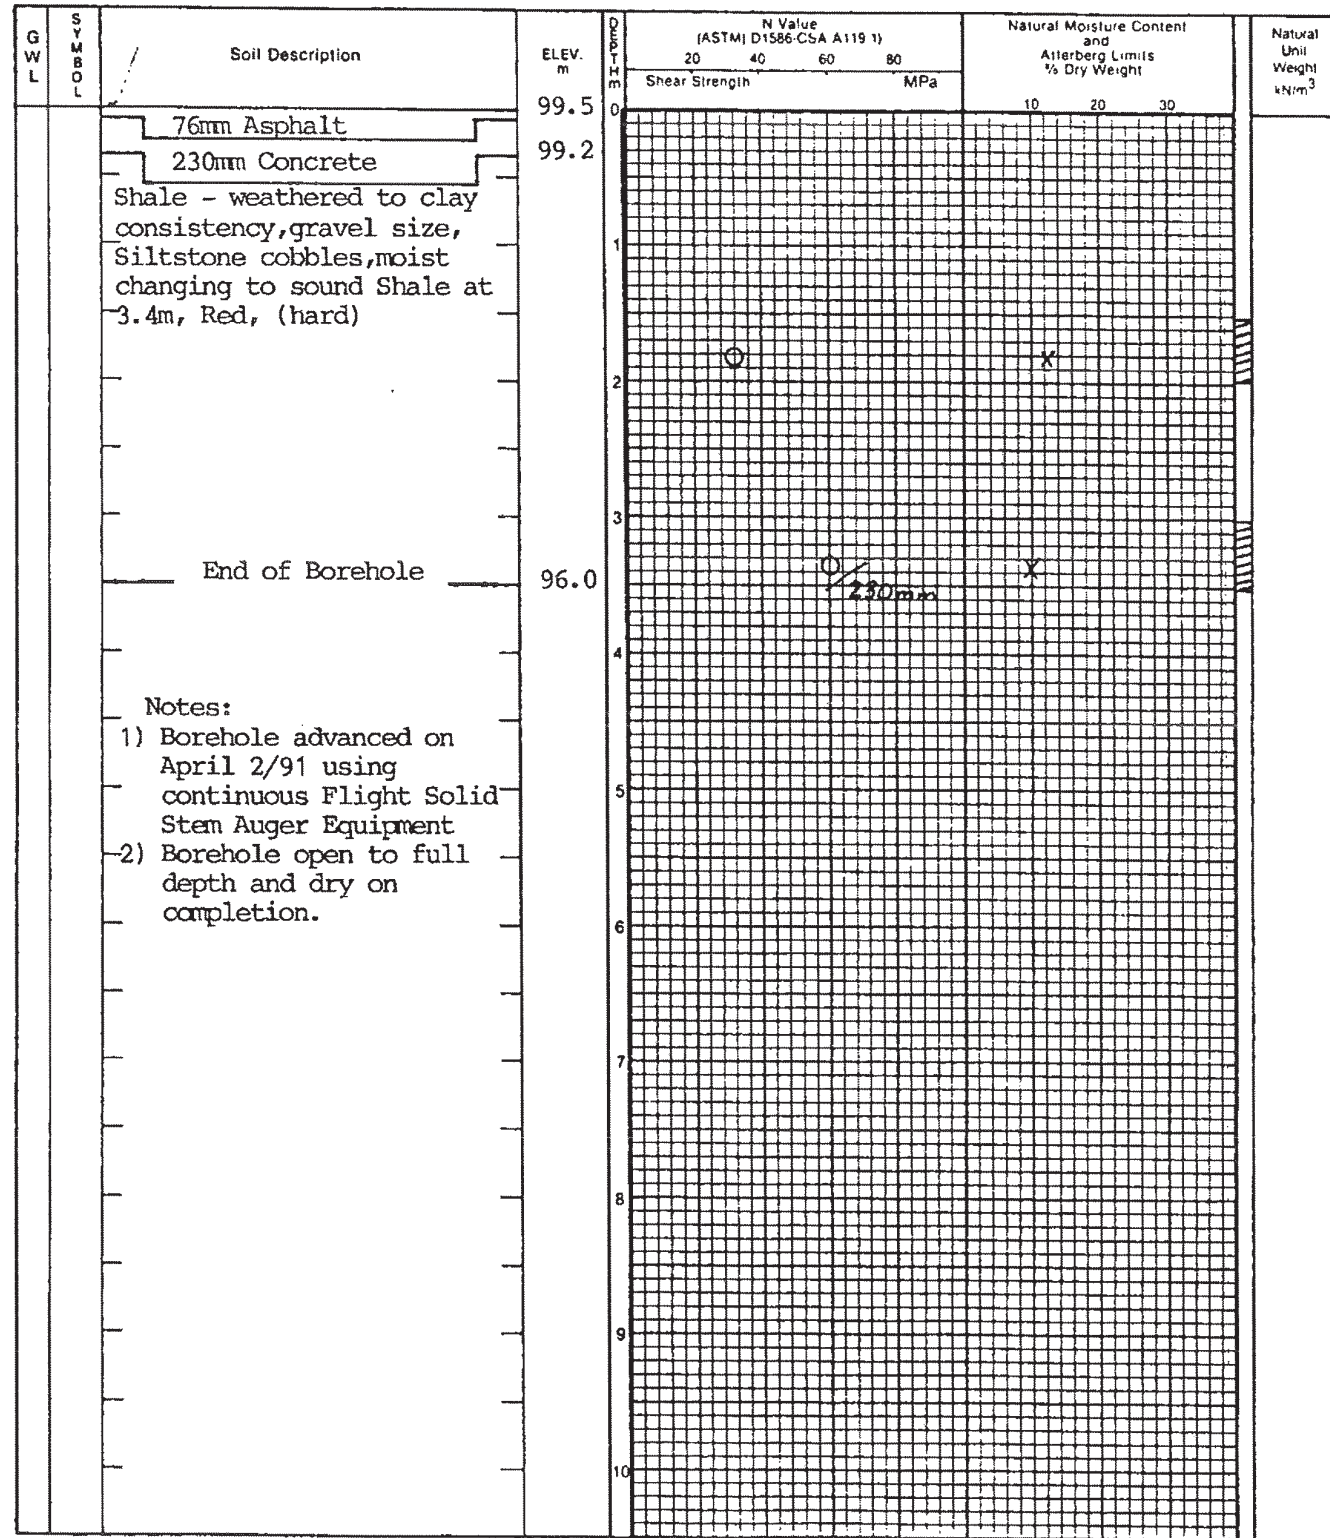 G
W
L
S
Y
M
B
O
L
Soil Description
ELEV.
m
D
E
P
T
H
m
N Value
(ASTM) D1586-CSA A119 1)
20 40 60 80
Shear Strength MPa
Natural Moisture Content
and
Atterberg Limits
% Dry Weight
10 20 30
Natural
Unit
Weight
kN/m³
99.5
0
76mm Asphalt
99.2
230mm Concrete
Shale - weathered to clay
consistency,gravel size,
Siltstone cobbles,moist
changing to sound Shale at
3.4m, Red, (hard)
1
O X
2
3
End of Borehole
96.0
O X
230mm
4
Notes:
1) Borehole advanced on
April 2/91 using
continuous Flight Solid
Stem Auger Equipment
2) Borehole open to full
depth and dry on
completion.
5
6
7
8
9
10